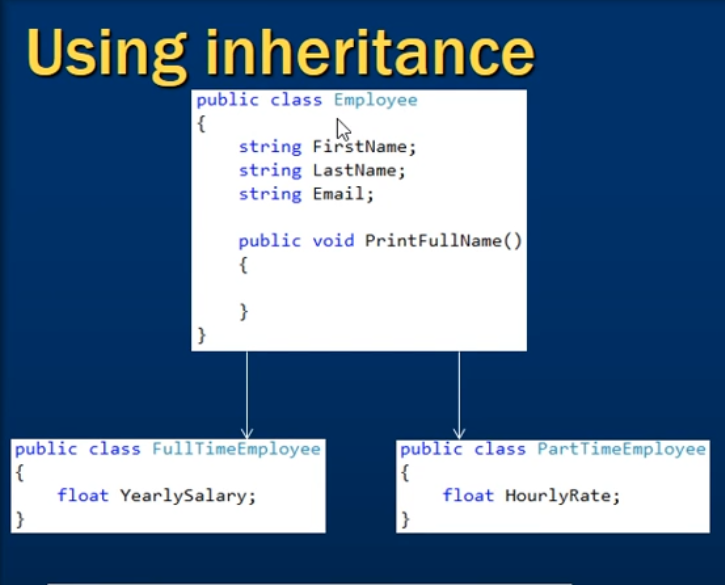 Using inheritance
public class Employee
{
string FirstName;
string LastName;
string Email;
public void PrintFullName()
{
}
}
public class FullTimeEmployee
{
float YearlySalary;
}
public class PartTimeEmployee
{
float HourlyRate;
}